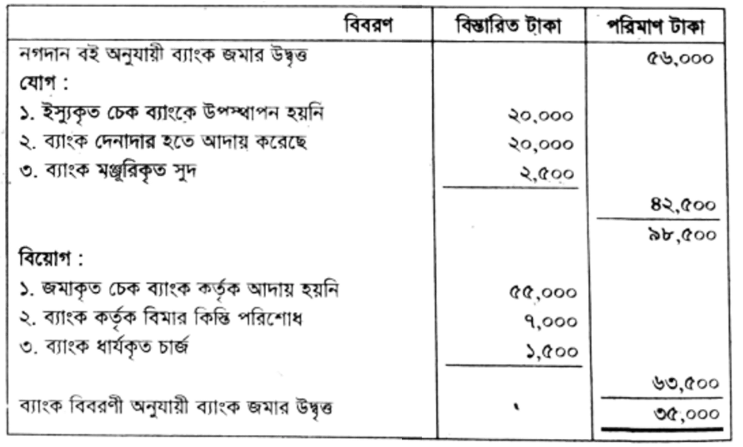 বিবরণ বিস্তারিত টাকা পরিমাণ টাকা
নগদান বই অনুযায়ী ব্যাংক জমার উদ্বৃত্ত ৫৬,০০০
যোগ :
১. ইস্যুকৃত চেক ব্যাংকে উপস্থাপন হয়নি ২০,০০০
২. ব্যাংক দেনাদার হতে আদায় করেছে ২০,০০০
৩. ব্যাংক মঞ্জুরিকৃত সুদ ২,৫০০
৪২,৫০০
৯৮,৫০০
বিয়োগ :
১. জমাকৃত চেক ব্যাংক কর্তৃক আদায় হয়নি ৫৫,০০০
২. ব্যাংক কর্তৃক বিমার কিস্তি পরিশোধ ৭,০০০
৩. ব্যাংক ধার্যকৃত চার্জ ১,৫০০
৬৩,৫০০
ব্যাংক বিবরণী অনুযায়ী ব্যাংক জমার উদ্বৃত্ত ৩৫,০০০